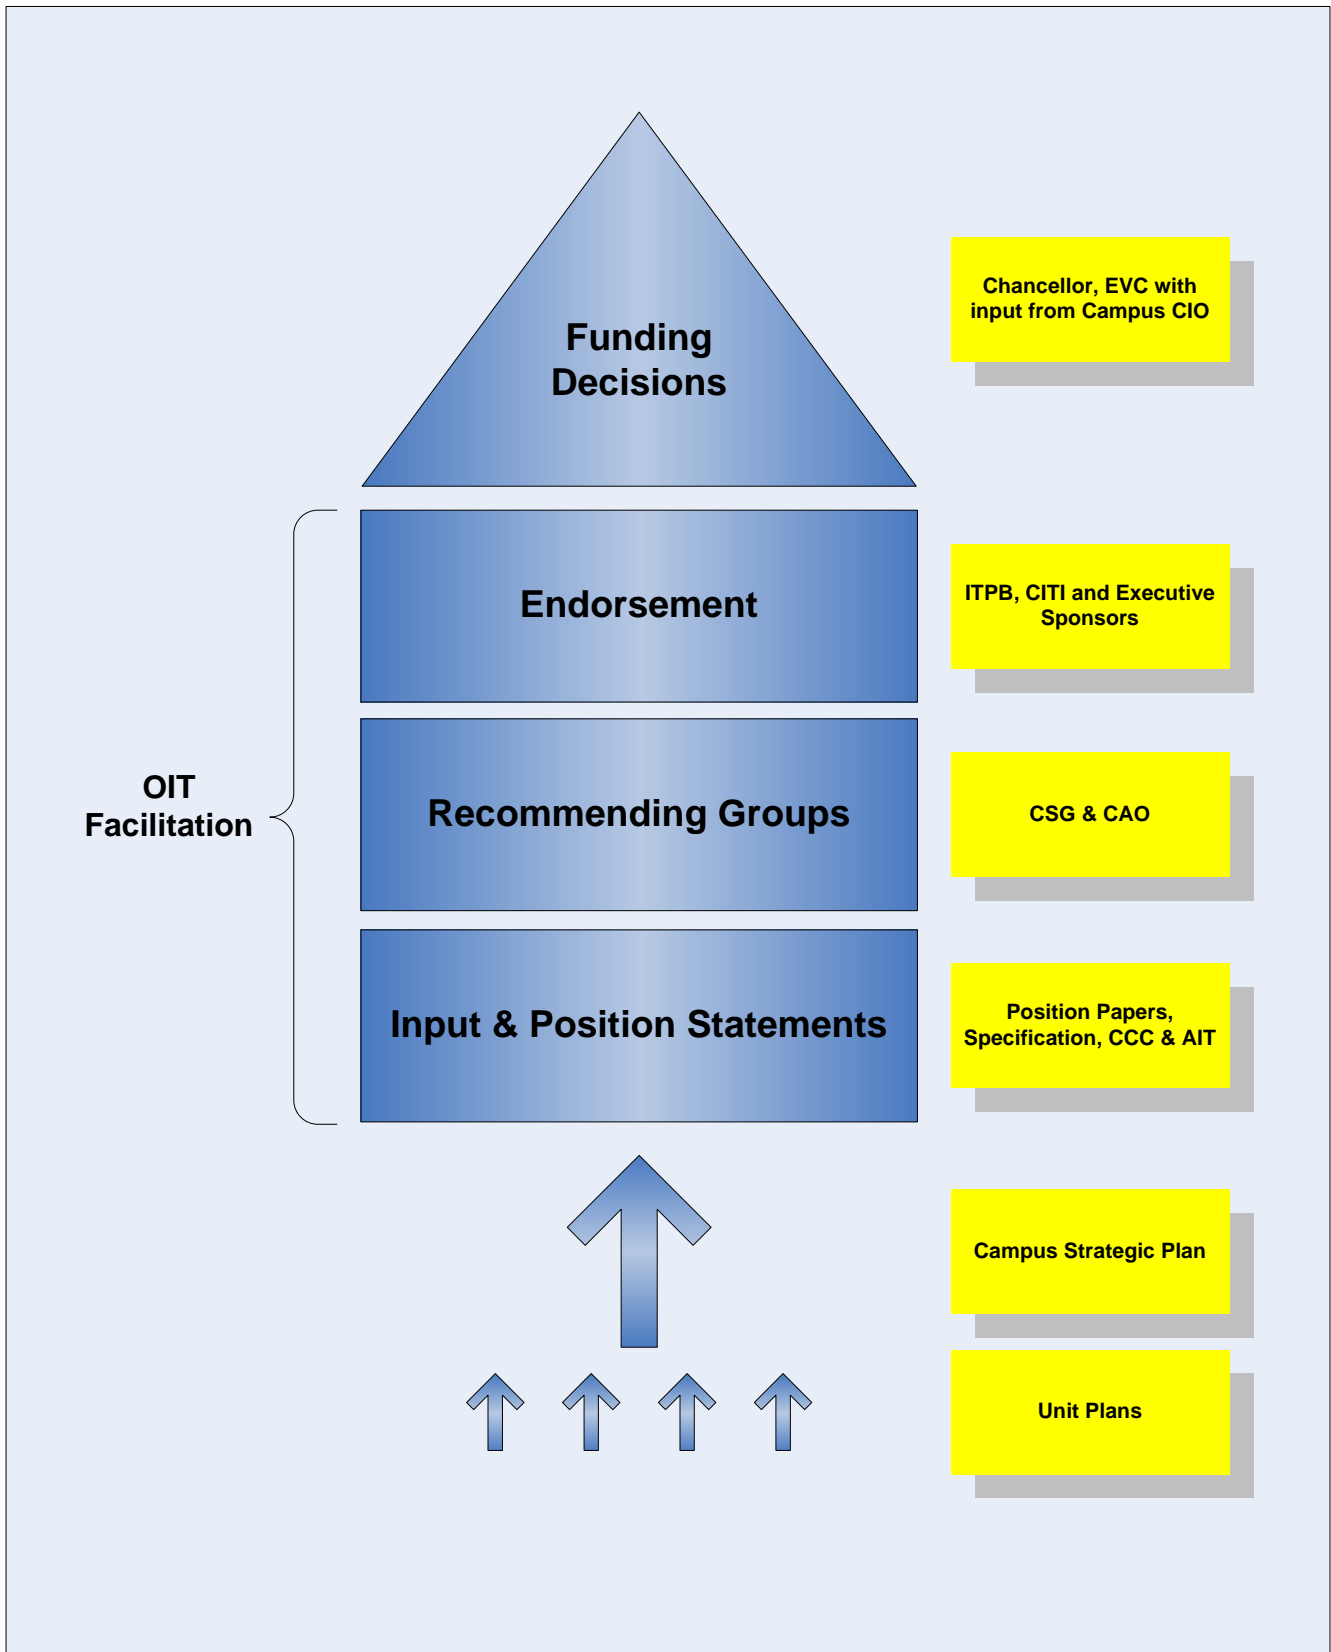 Funding
Decisions
Chancellor, EVC with
input from Campus CIO
Endorsement
ITPB, CITI and Executive
Sponsors
OIT
Facilitation
Recommending Groups
CSG & CAO
Input & Position Statements
Position Papers,
Specification, CCC & AIT
Campus Strategic Plan
Unit Plans